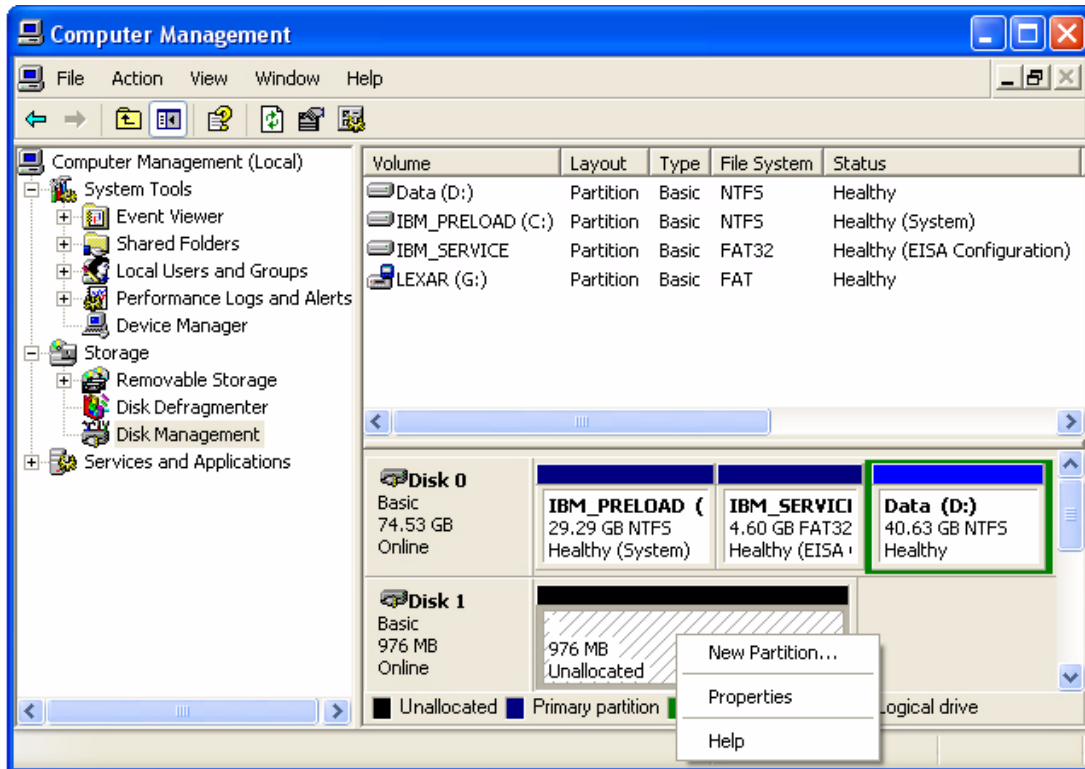 Computer Management
File Action View Window Help
Computer Management (Local)
System Tools
Event Viewer
Shared Folders
Local Users and Groups
Performance Logs and Alerts
Device Manager
Storage
Removable Storage
Disk Defragmenter
Disk Management
Services and Applications
Volume Layout Type File System Status
Data (D:) Partition Basic NTFS Healthy
IBM_PRELOAD (C:) Partition Basic NTFS Healthy (System)
IBM_SERVICE Partition Basic FAT32 Healthy (EISA Configuration)
LEXAR (G:) Partition Basic FAT Healthy
Disk 0
Basic
74.53 GB
Online
IBM_PRELOAD (
29.29 GB NTFS
Healthy (System)
IBM_SERVICI
4.60 GB FAT32
Healthy (EISA
Data (D:)
40.63 GB NTFS
Healthy
Disk 1
Basic
976 MB
Online
976 MB
Unallocated
New Partition...
Properties
Help
Unallocated Primary partition Logical drive